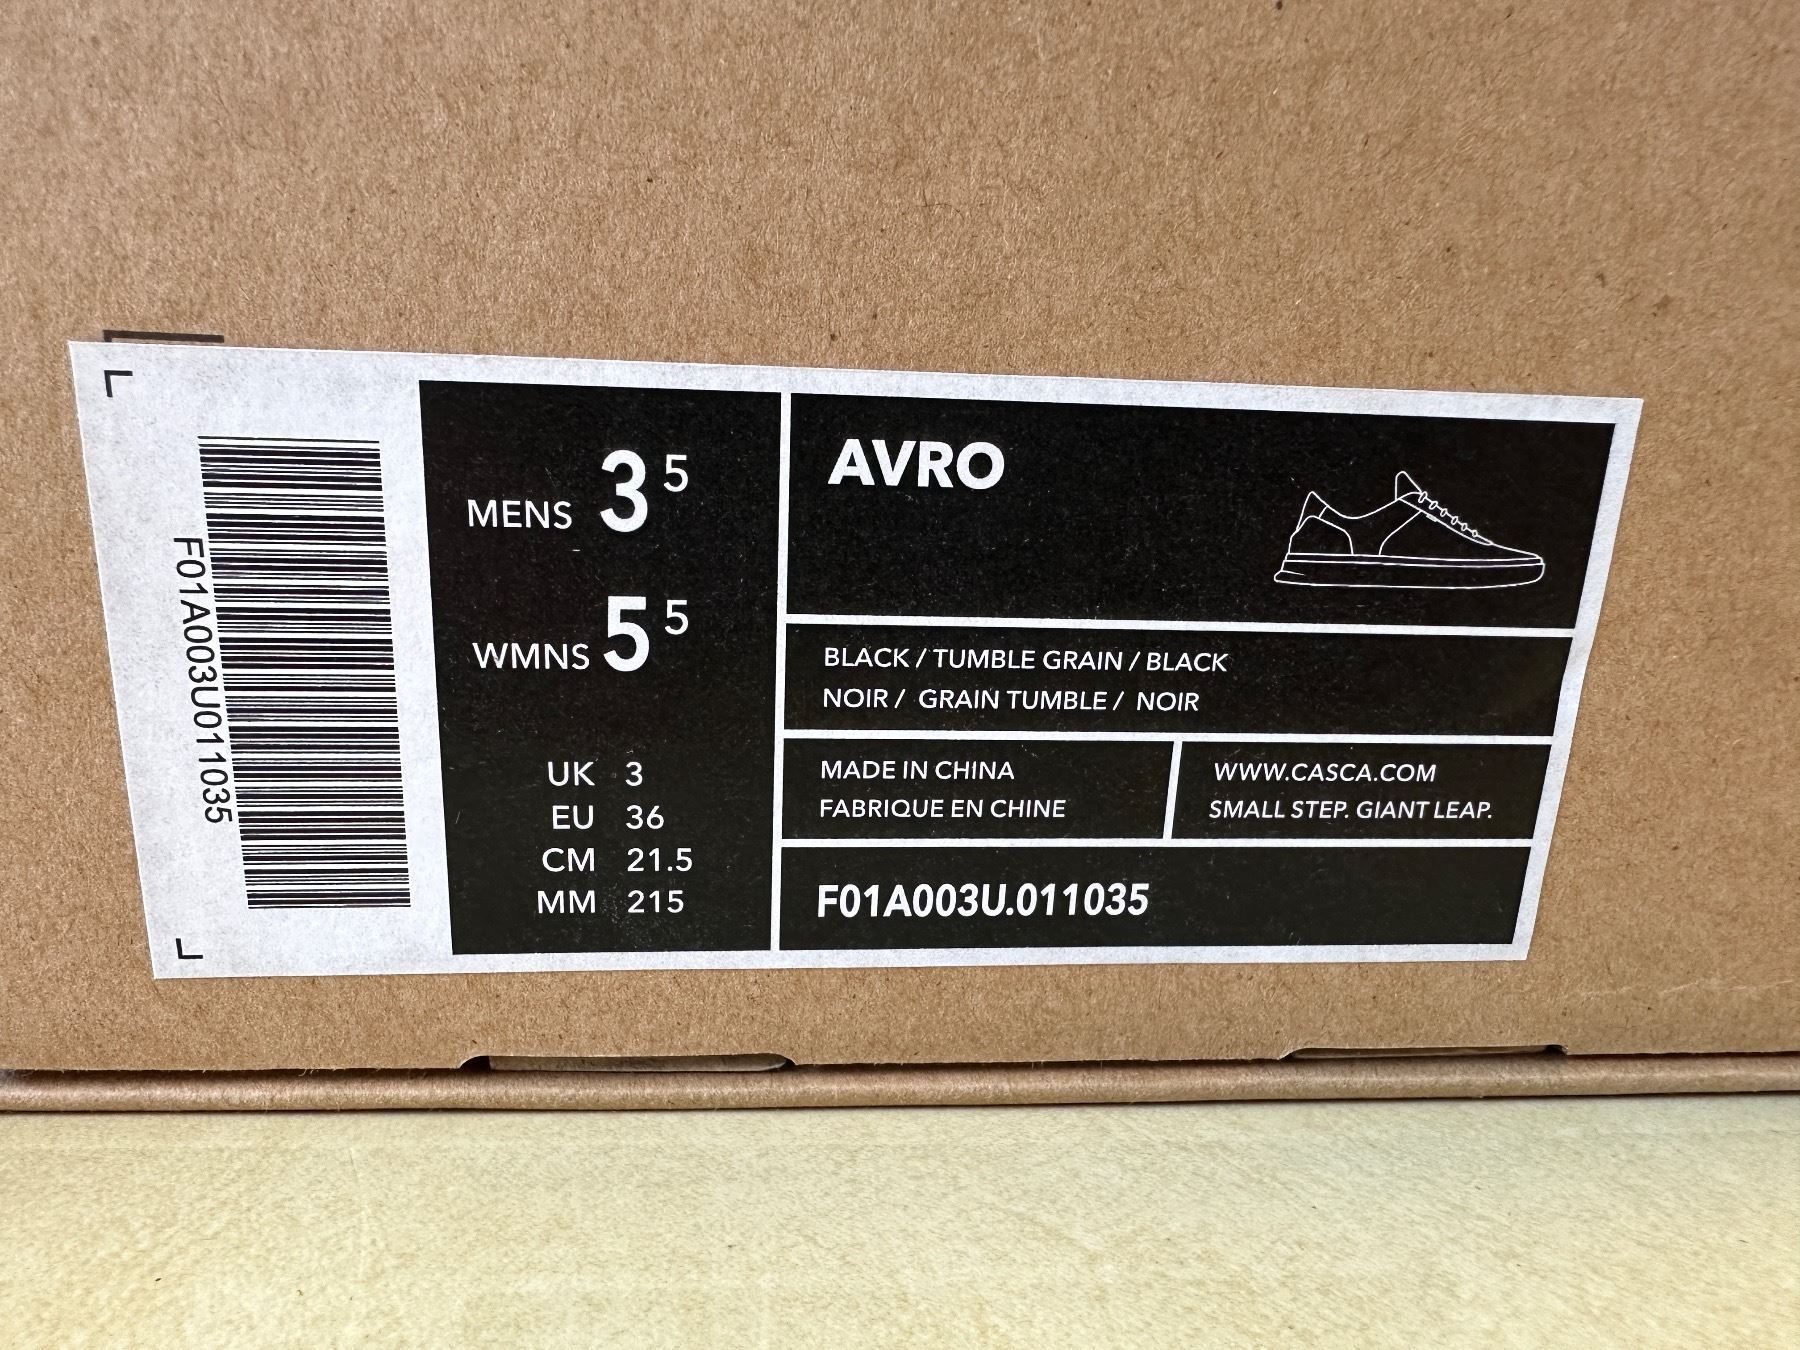 F01A003U011035
MENS 3 5
WMNS 5 5
UK 3
EU 36
CM 21.5
MM 215
AVRO
BLACK / TUMBLE GRAIN / BLACK
NOIR / GRAIN TUMBLE / NOIR
MADE IN CHINA
FABRIQUE EN CHINE
WWW.CASCA.COM
SMALL STEP. GIANT LEAP.
F01A003U.011035